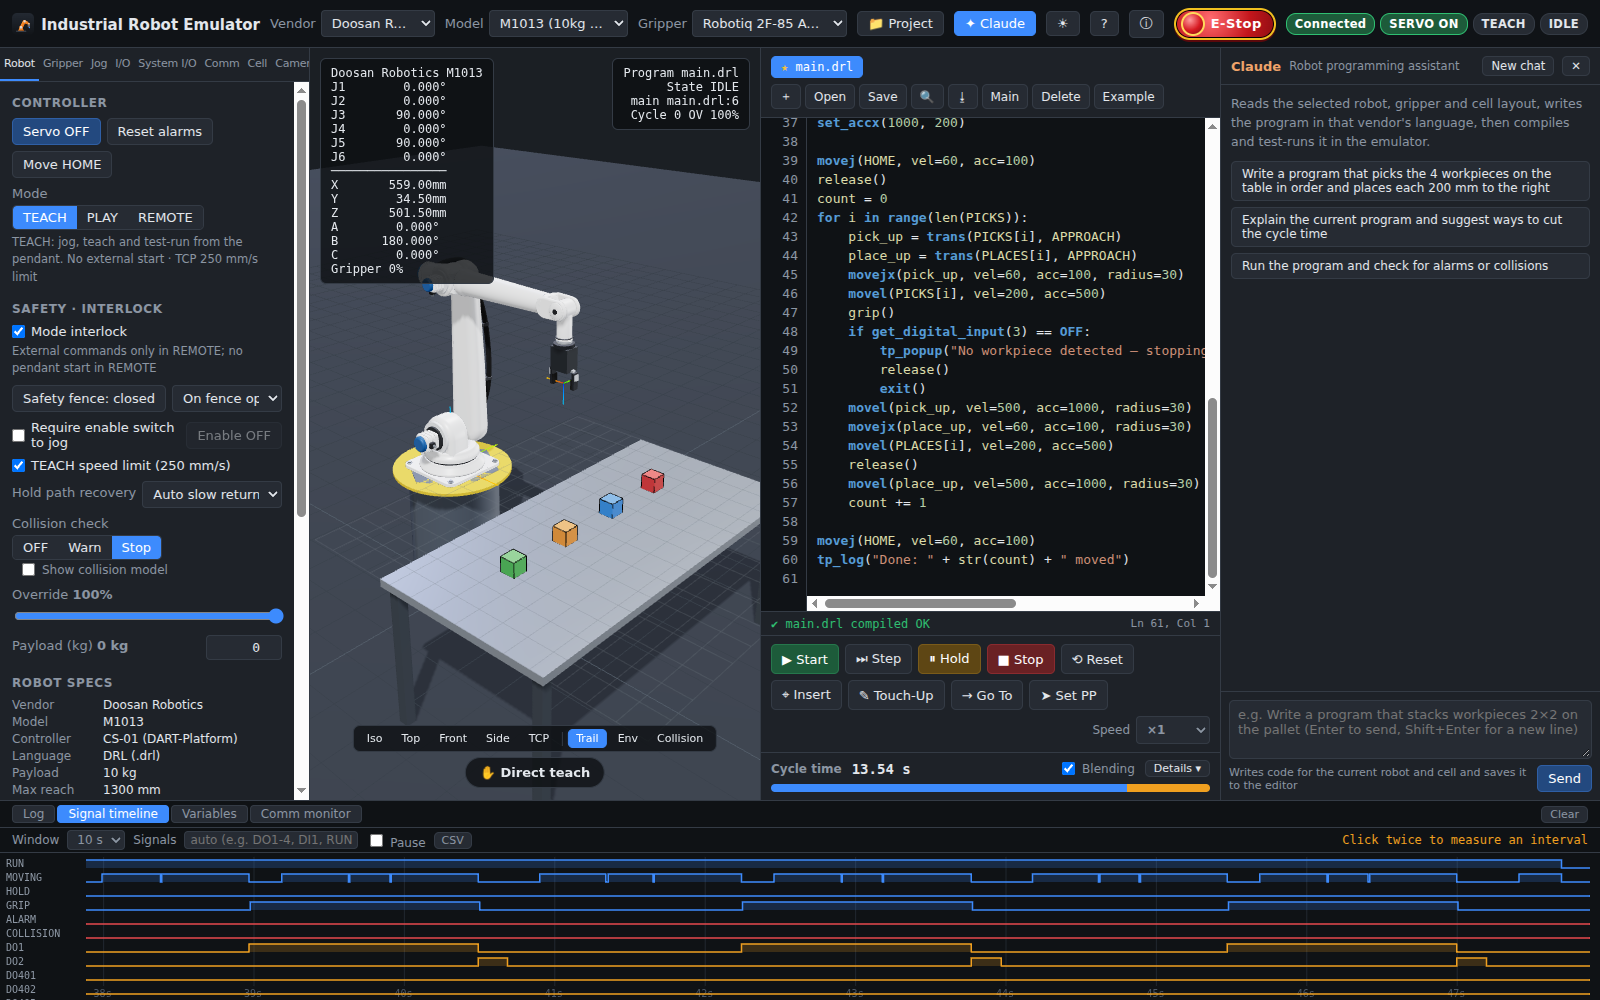 Industrial Robot Emulator Vendor Doosan R... Model M1013 (10kg ... Gripper Robotiq 2F-85 A... 📁 Project ✦ Claude ☀ ? ⓘ E-Stop Connected SERVO ON TEACH IDLE
Robot Gripper Jog I/O System I/O Comm Cell Camer
CONTROLLER
Servo OFF Reset alarms
Move HOME
Mode
TEACH PLAY REMOTE
TEACH: jog, teach and test-run from the
pendant. No external start · TCP 250 mm/s
limit
SAFETY · INTERLOCK
Mode interlock
External commands only in REMOTE; no
pendant start in REMOTE
Safety fence: closed On fence op
Require enable switch
to jog
Enable OFF
TEACH speed limit (250 mm/s)
Hold path recovery Auto slow return
Collision check
OFF Warn Stop
Show collision model
Override 100%
Payload (kg) 0 kg 0
ROBOT SPECS
Vendor Doosan Robotics
Model M1013
Controller CS-01 (DART-Platform)
Language DRL (.drl)
Payload 10 kg
Max reach 1300 mm
Doosan Robotics M1013
J1 0.000°
J2 0.000°
J3 90.000°
J4 0.000°
J5 90.000°
J6 0.000°
X 559.00mm
Y 34.50mm
Z 501.50mm
A 0.000°
B 180.000°
C 0.000°
Gripper 0%
Program main.drl
State IDLE
main main.drl:6
Cycle 0 OV 100%
Iso Top Front Side TCP Trail Env Collision
✋ Direct teach
★ main.drl
+ Open Save 🔍 ⭳ Main Delete Example
37 set_accx(1000, 200)
38
39 movej(HOME, vel=60, acc=100)
40 release()
41 count = 0
42 for i in range(len(PICKS)):
43 pick_up = trans(PICKS[i], APPROACH)
44 place_up = trans(PLACES[i], APPROACH)
45 movejx(pick_up, vel=60, acc=100, radius=30)
46 movel(PICKS[i], vel=200, acc=500)
47 grip()
48 if get_digital_input(3) == OFF:
49 tp_popup("No workpiece detected — stopping
50 release()
51 exit()
52 movel(pick_up, vel=500, acc=1000, radius=30)
53 movejx(place_up, vel=60, acc=100, radius=30)
54 movel(PLACES[i], vel=200, acc=500)
55 release()
56 movel(place_up, vel=500, acc=1000, radius=30)
57 count += 1
58
59 movej(HOME, vel=60, acc=100)
60 tp_log("Done: " + str(count) + " moved")
61
✔ main.drl compiled OK Ln 61, Col 1
▶ Start ⏭ Step ⏸ Hold ■ Stop ⟲ Reset
⌖ Insert ✎ Touch-Up → Go To ➤ Set PP
Speed ×1
Cycle time 13.54 s Blending Details ▾
Claude Robot programming assistant New chat ✕
Reads the selected robot, gripper and cell layout, writes
the program in that vendor's language, then compiles
and test-runs it in the emulator.
Write a program that picks the 4 workpieces on the
table in order and places each 200 mm to the right
Explain the current program and suggest ways to cut
the cycle time
Run the program and check for alarms or collisions
e.g. Write a program that stacks workpieces 2×2 on
the pallet (Enter to send, Shift+Enter for a new line)
Writes code for the current robot and cell and saves it
to the editor
Send
Log Signal timeline Variables Comm monitor Clear
Window 10 s Signals auto (e.g. DO1-4, DI1, RUN Pause CSV Click twice to measure an interval
RUN
MOVING
HOLD
GRIP
ALARM
COLLISION
DO1
DO2
DO401
DO402
38s 39s 40s 41s 42s 43s 44s 45s 46s 47s